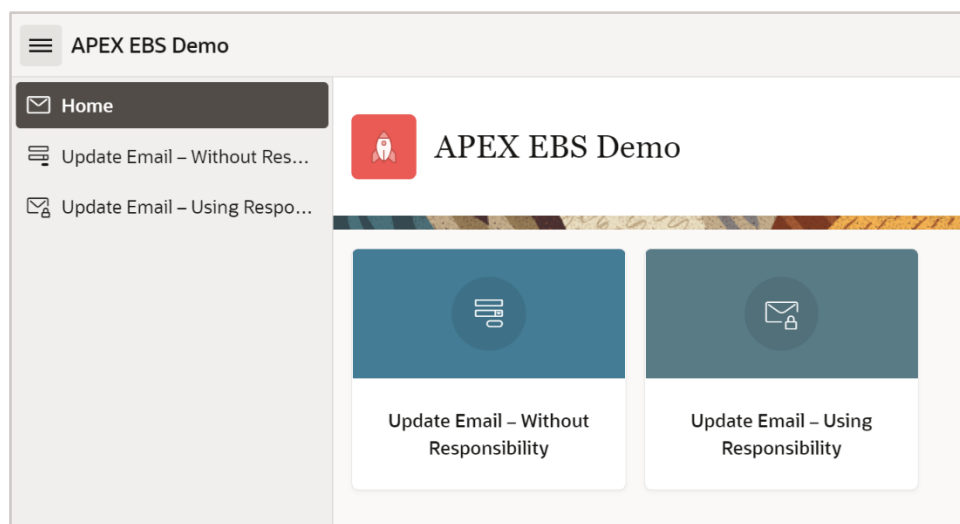 APEX EBS Demo
Home
Update Email – Without Res...
Update Email – Using Respo...
APEX EBS Demo
Update Email – Without
Responsibility
Update Email – Using
Responsibility